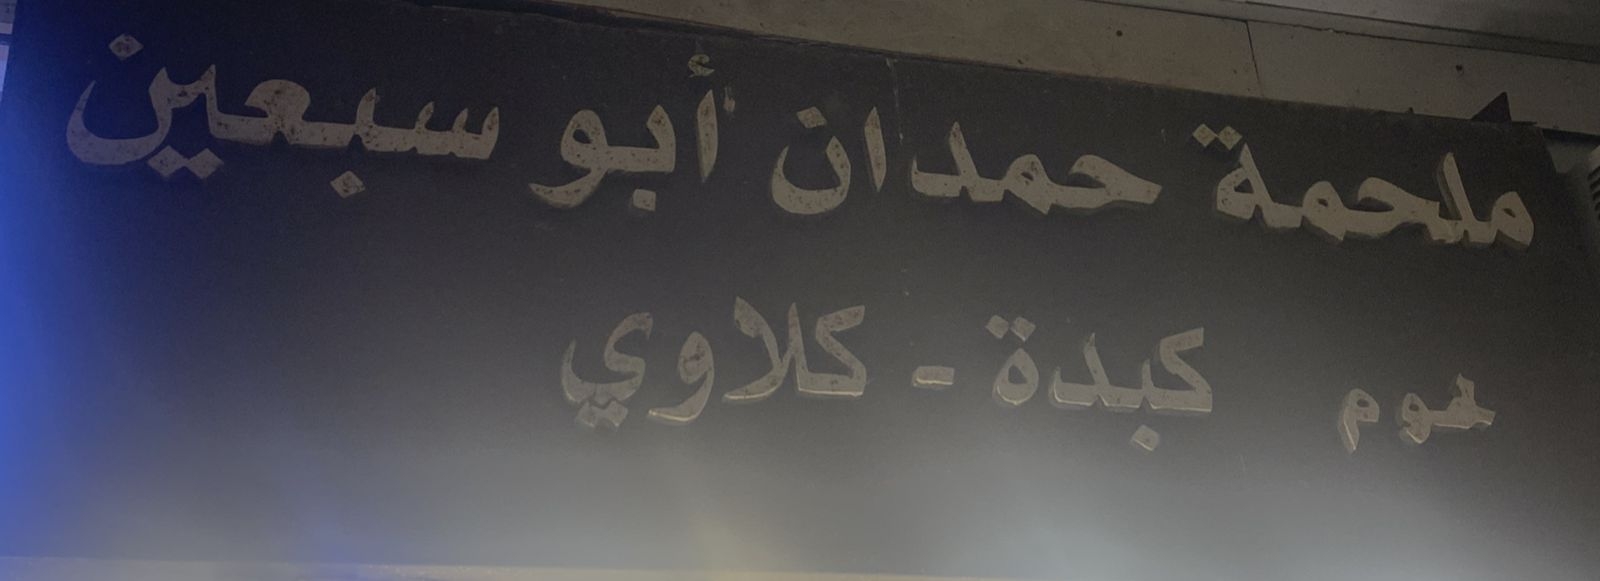 ملحمة حمدان أبو سبعين
لحوم كبدة - كلاوي